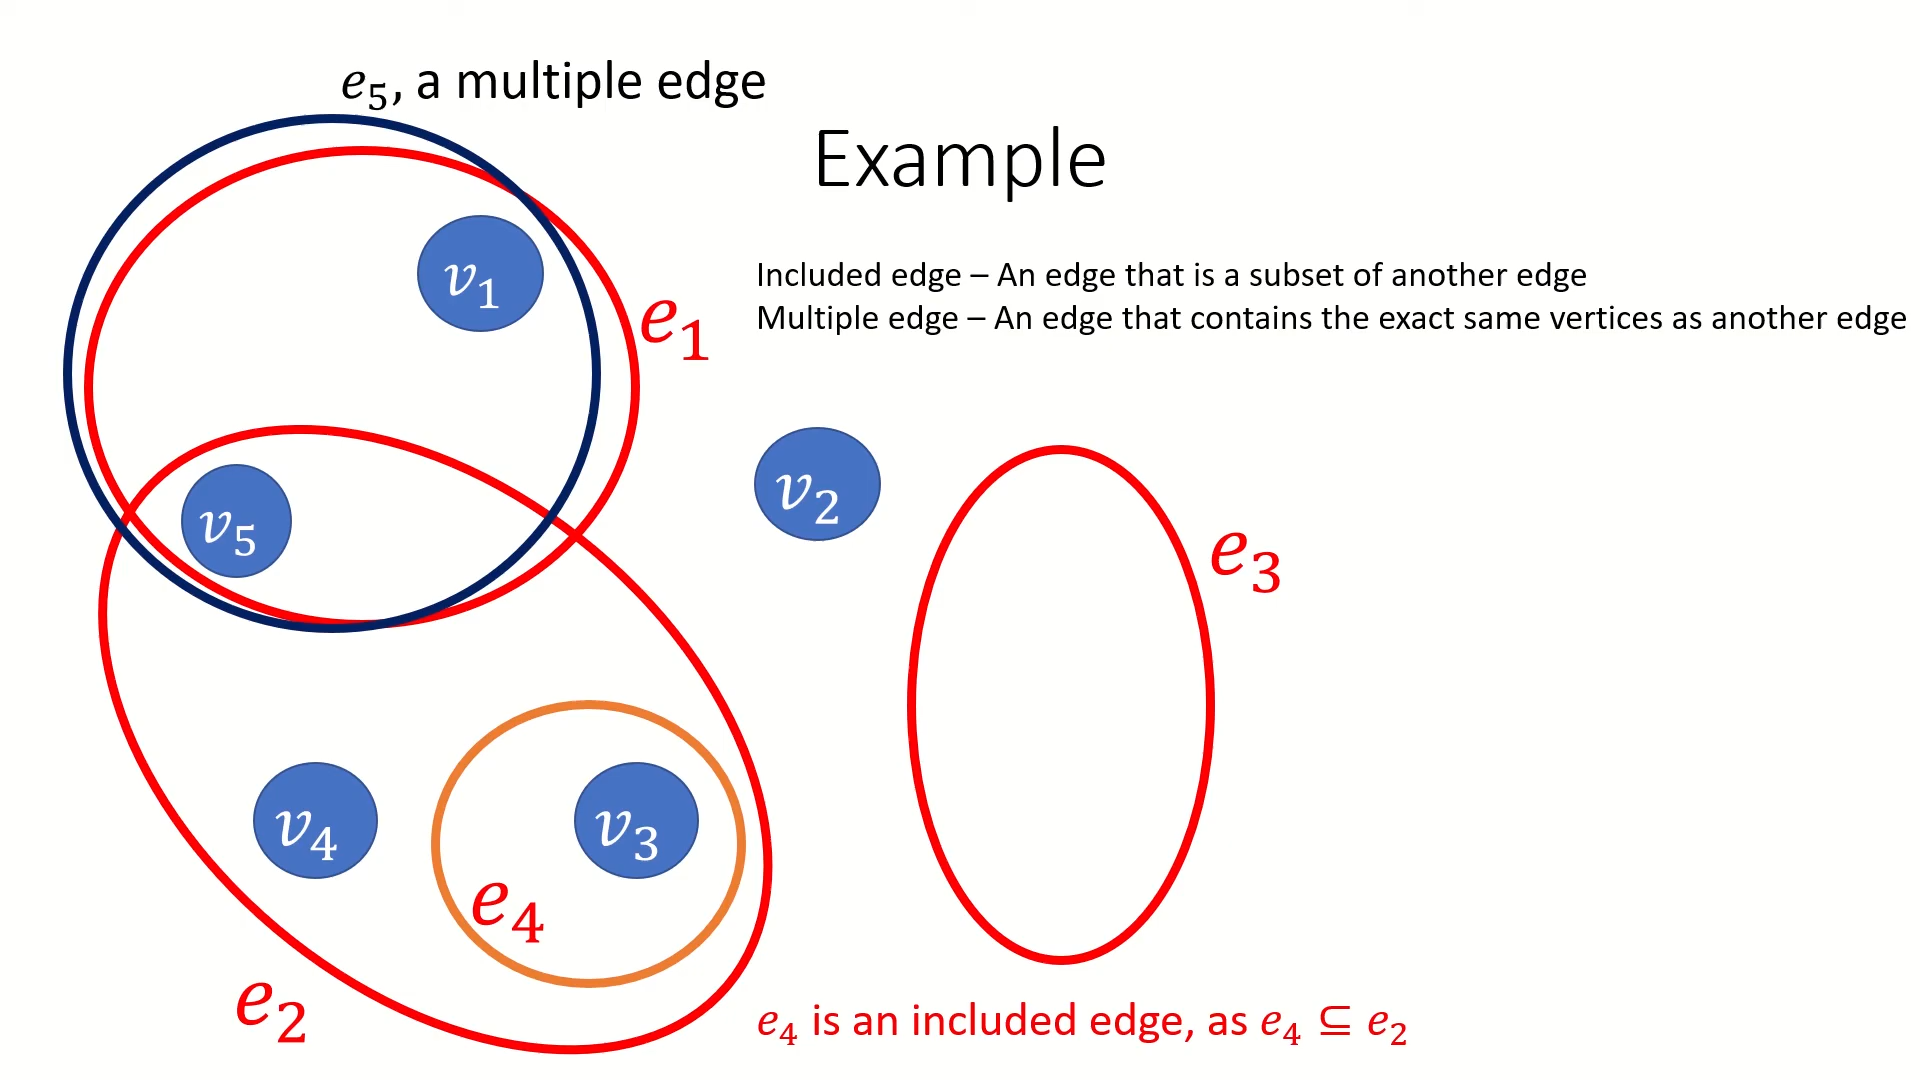 e₅, a multiple edge
Example
Included edge – An edge that is a subset of another edge
Multiple edge – An edge that contains the exact same vertices as another edge
v₁
e₁
v₂
v₅
e₃
v₄
v₃
e₄
e₂
e₄ is an included edge, as e₄ ⊆ e₂